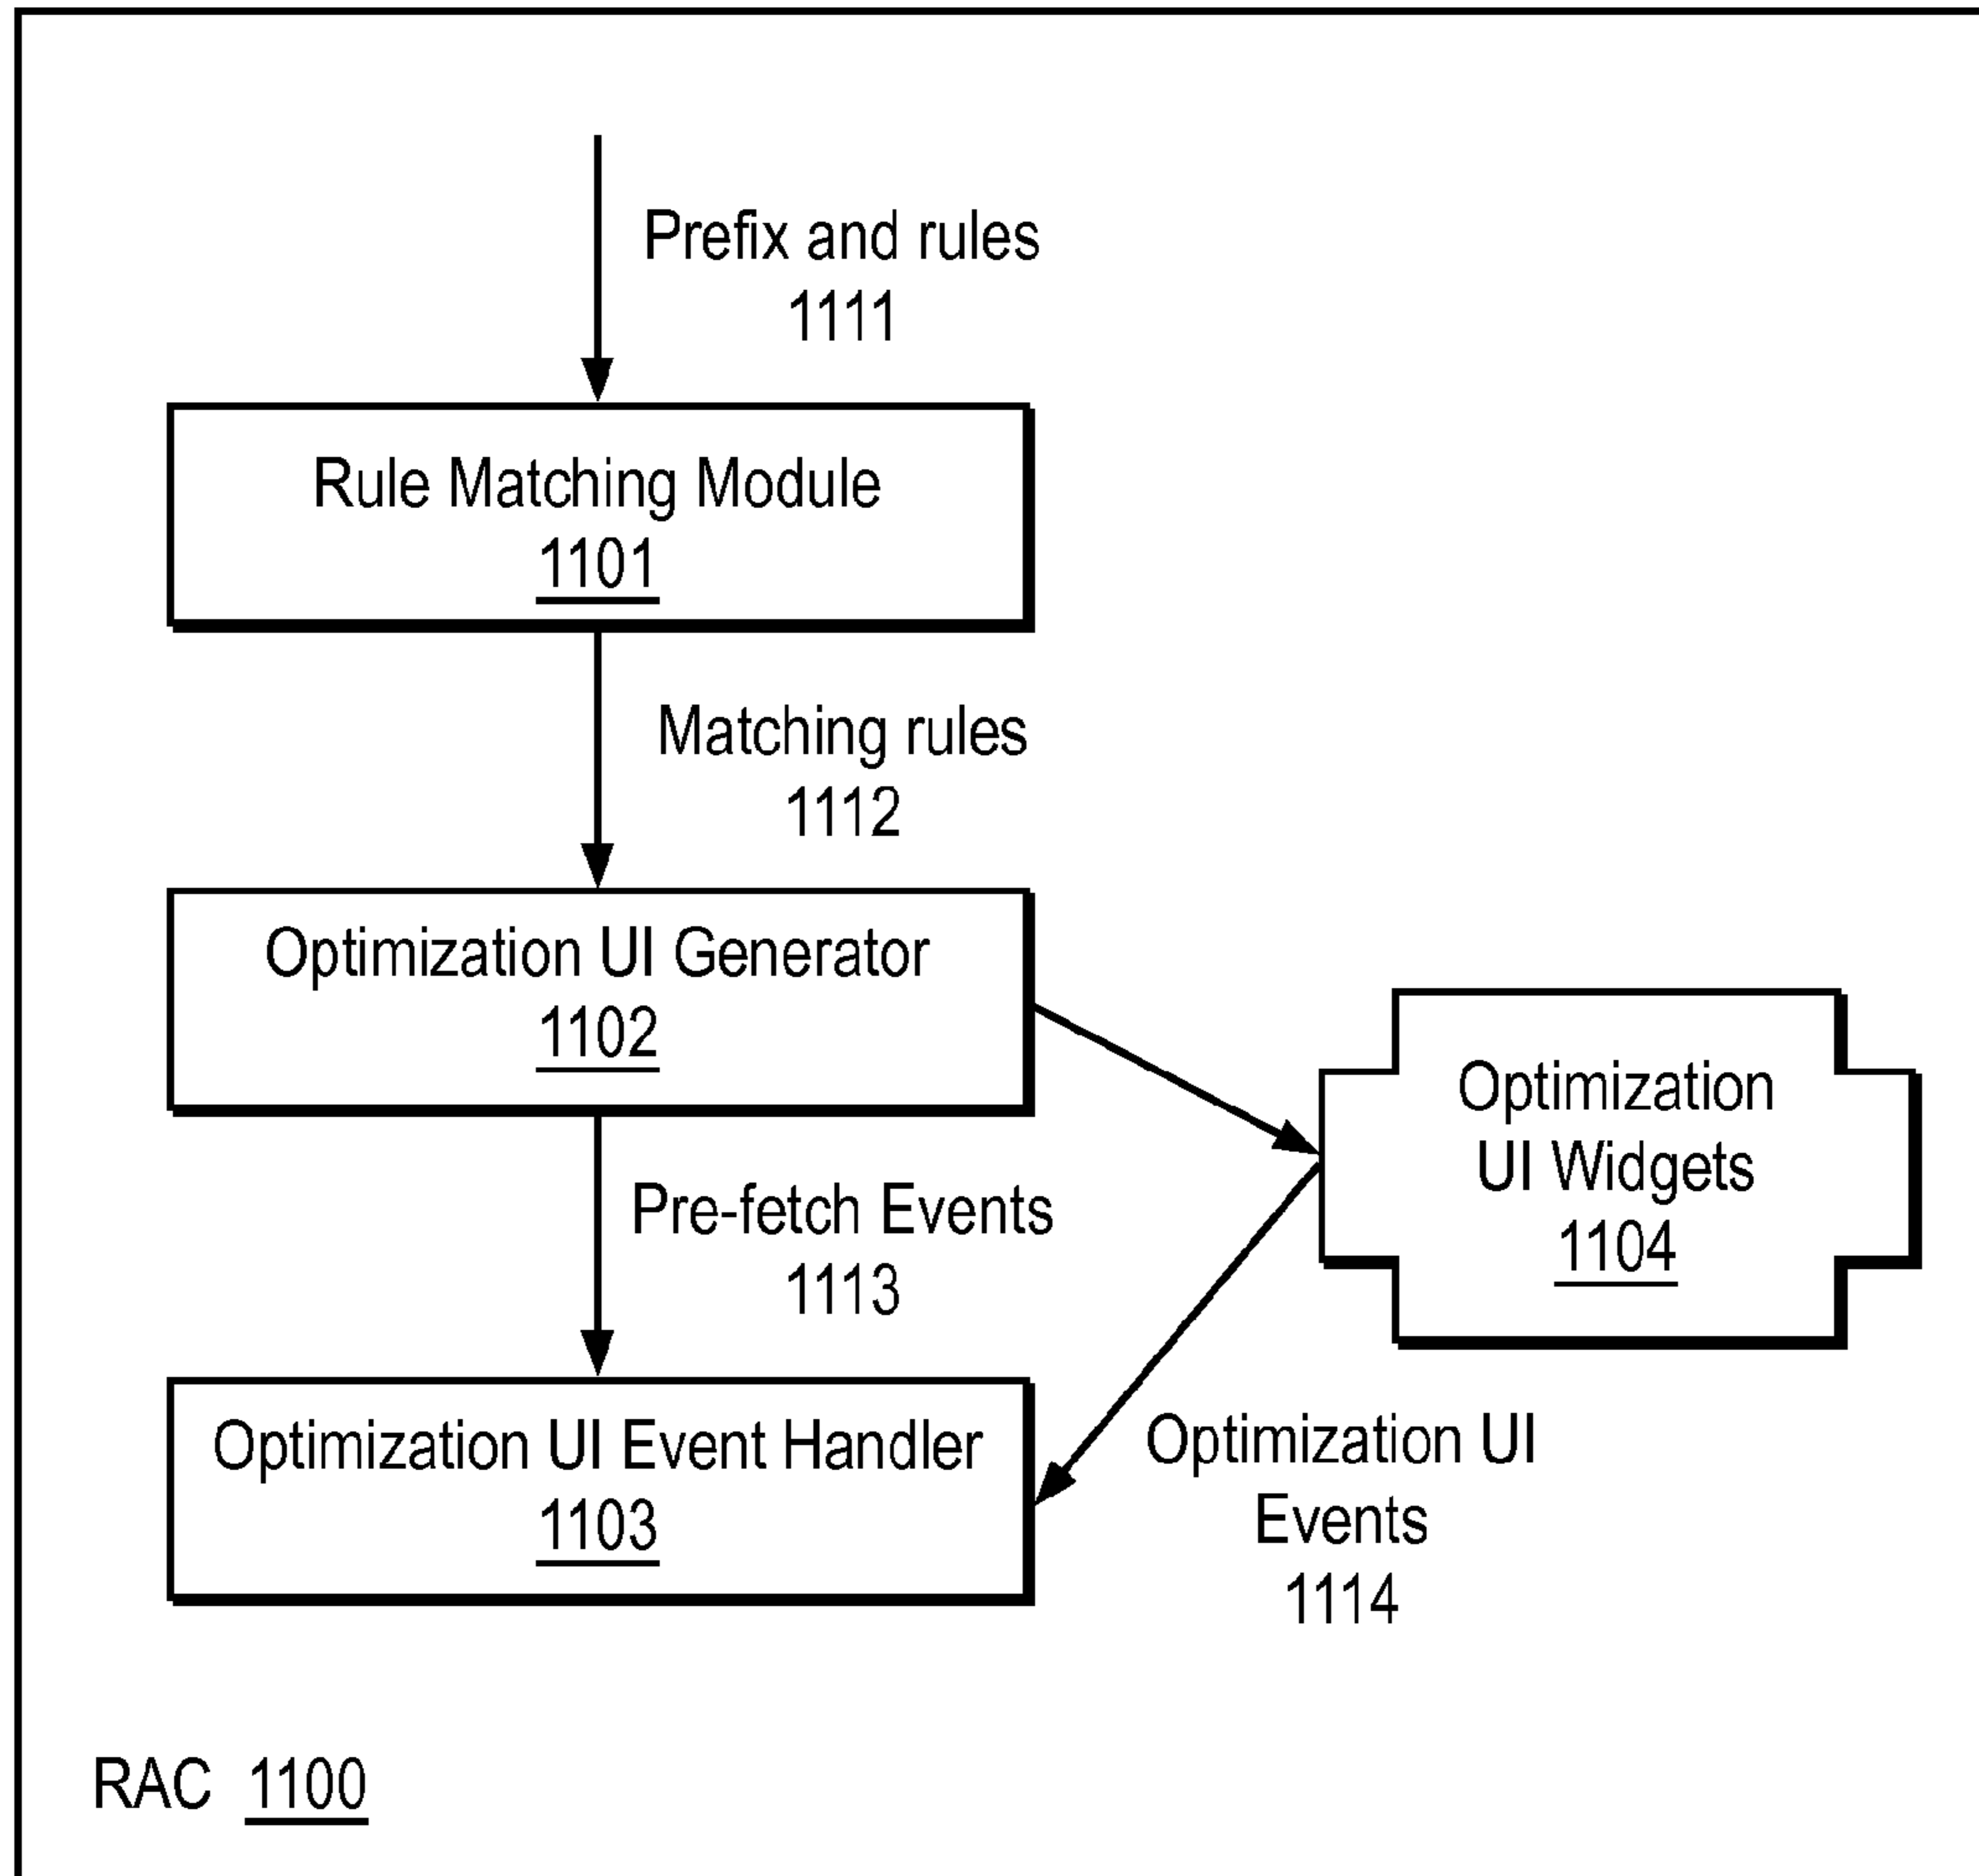 Prefix and rules
1111
Rule Matching Module
1101
Matching rules
1112
Optimization UI Generator
1102
Optimization
UI Widgets
1104
Pre-fetch Events
1113
Optimization UI Event Handler
1103
Optimization UI
Events
1114
RAC 1100